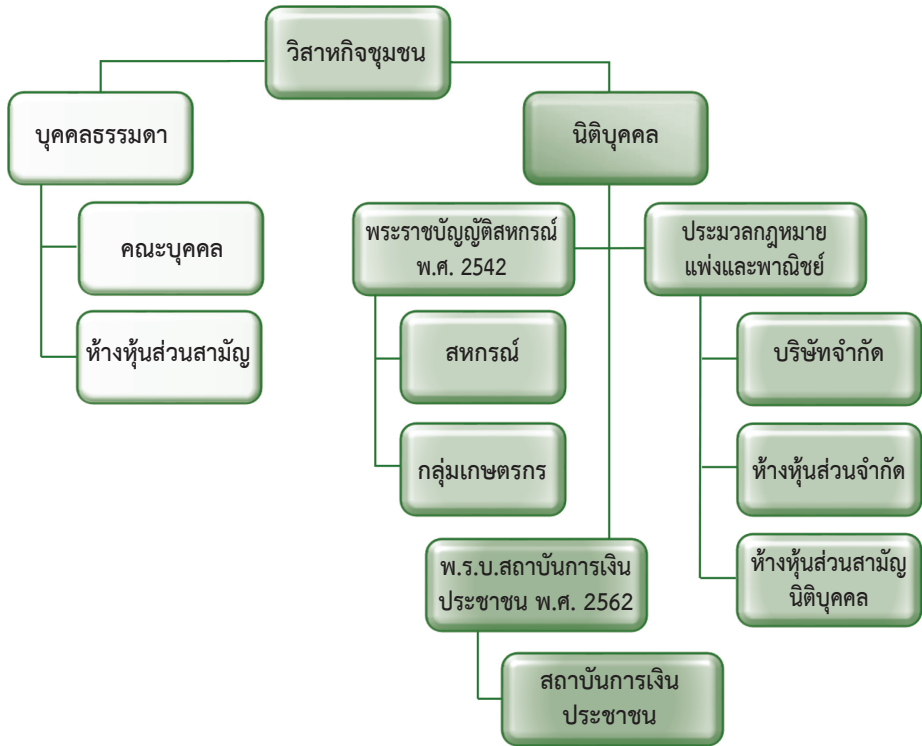 วิสาหกิจชุมชน
บุคคลธรรมดา
นิติบุคคล
คณะบุคคล
ห้างหุ้นส่วนสามัญ
พระราชบัญญัติสหกรณ์
พ.ศ. 2542
สหกรณ์
กลุ่มเกษตรกร
ประมวลกฎหมาย
แพ่งและพาณิชย์
บริษัทจำกัด
ห้างหุ้นส่วนจำกัด
ห้างหุ้นส่วนสามัญ
นิติบุคคล
พ.ร.บ.สถาบันการเงิน
ประชาชน พ.ศ. 2562
สถาบันการเงิน
ประชาชน